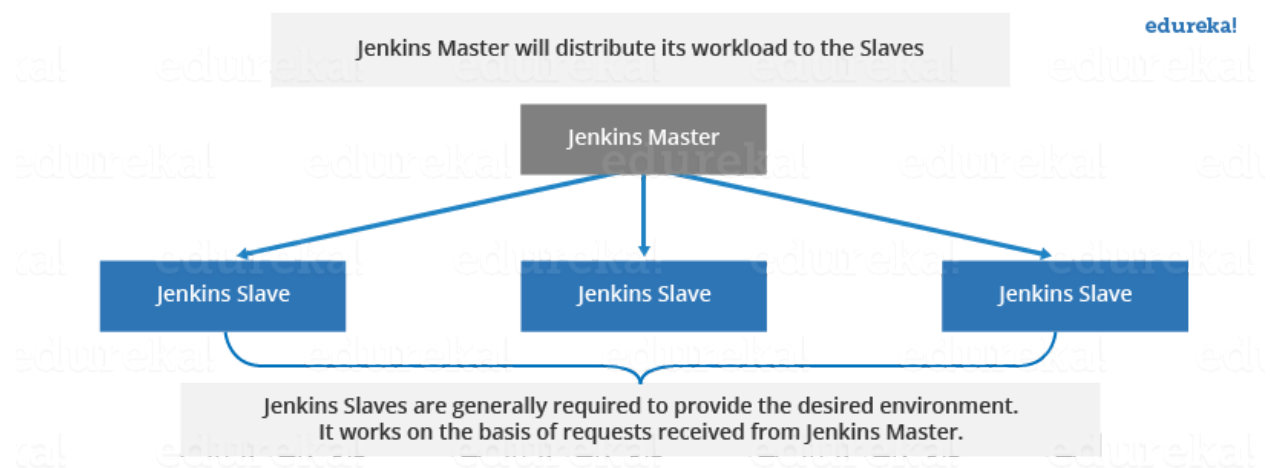 edureka!
Jenkins Master will distribute its workload to the Slaves
Jenkins Master
Jenkins Slave
Jenkins Slave
Jenkins Slave
Jenkins Slaves are generally required to provide the desired environment.
It works on the basis of requests received from Jenkins Master.